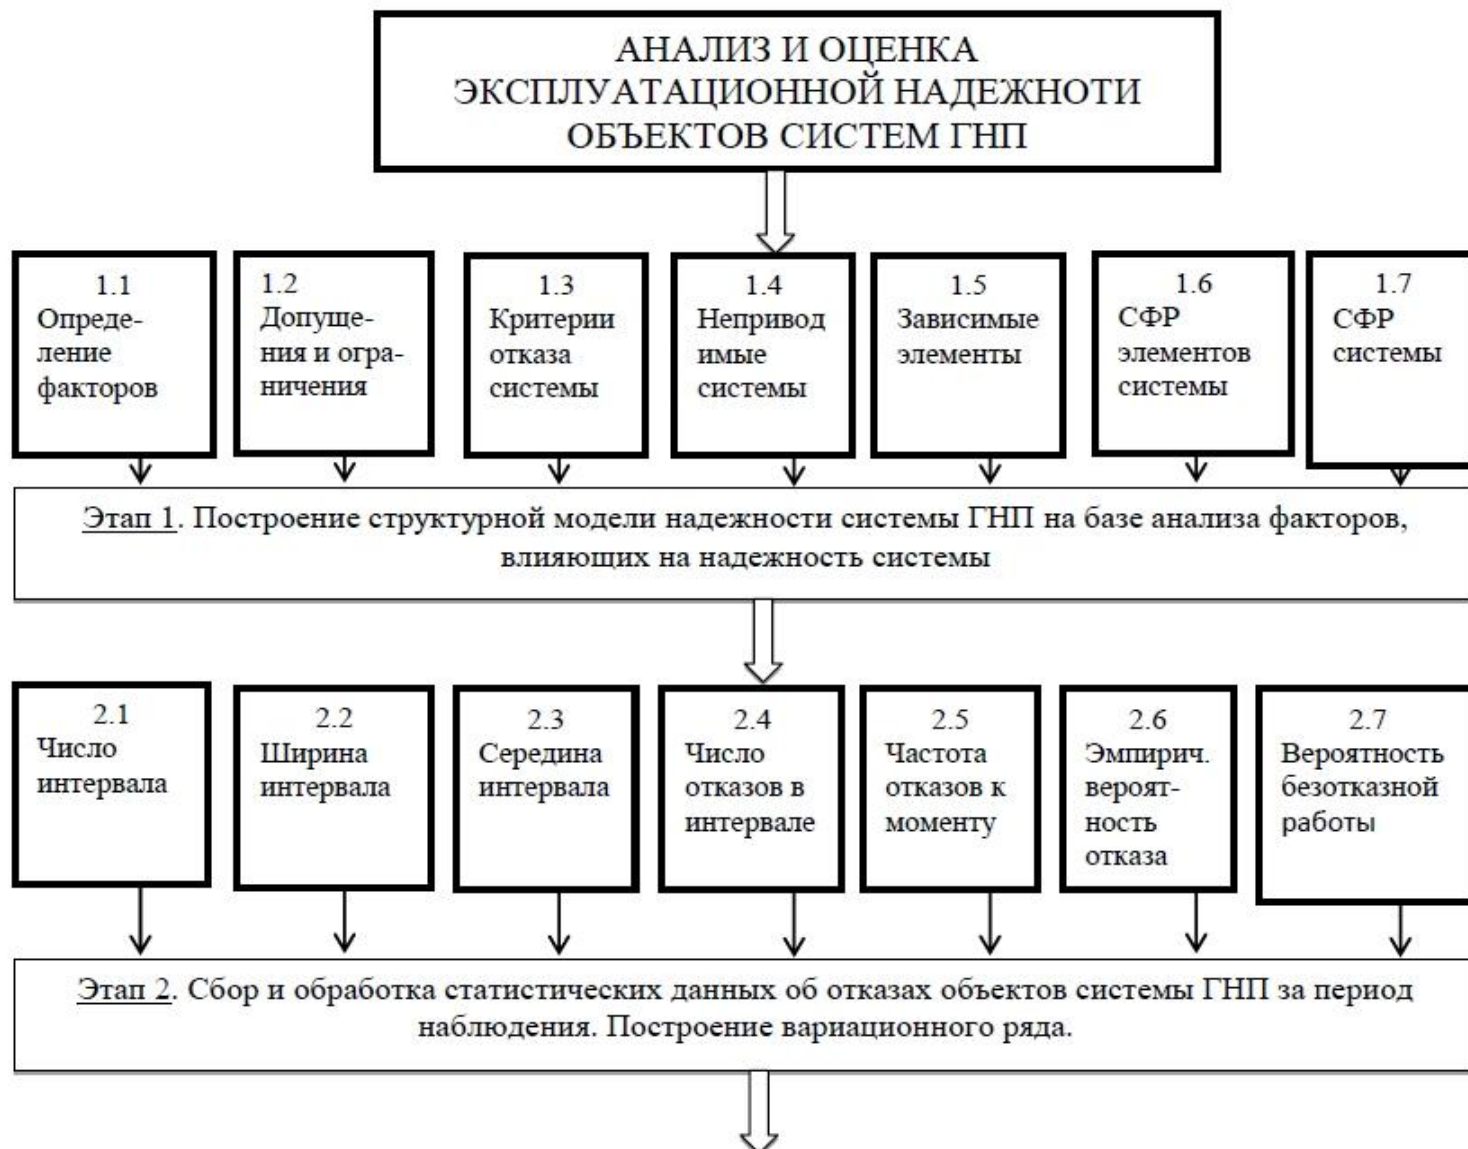 АНАЛИЗ И ОЦЕНКА
ЭКСПЛУАТАЦИОННОЙ НАДЕЖНОТИ
ОБЪЕКТОВ СИСТЕМ ГНП
1.1
Опреде-
ление
факторов
1.2
Допуще-
ния и огра-
ничения
1.3
Критерии
отказа
системы
1.4
Непривод
имые
системы
1.5
Зависимые
элементы
1.6
СФР
элементов
системы
1.7
СФР
системы
Этап 1. Построение структурной модели надежности системы ГНП на базе анализа факторов,
влияющих на надежность системы
2.1
Число
интервала
2.2
Ширина
интервала
2.3
Середина
интервала
2.4
Число
отказов в
интервале
2.5
Частота
отказов к
моменту
2.6
Эмпирич.
вероят-
ность
отказа
2.7
Вероятность
безотказной
работы
Этап 2. Сбор и обработка статистических данных об отказах объектов системы ГНП за период
наблюдения. Построение вариационного ряда.